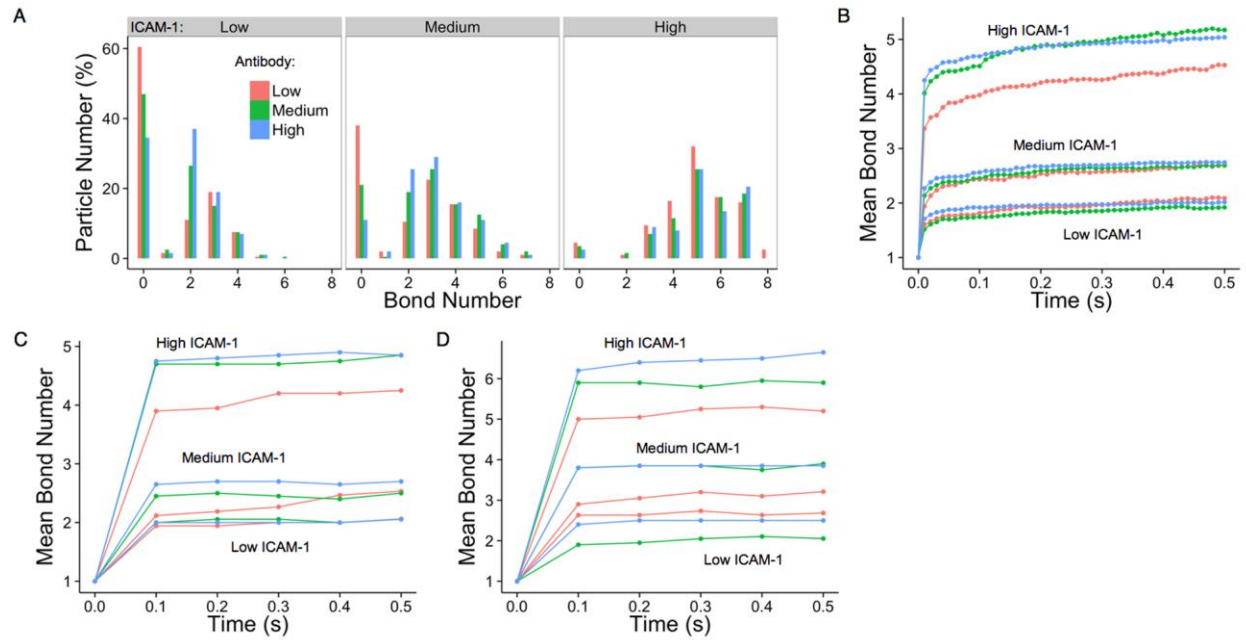 A
ICAM-1: Low Medium High
Particle Number (%)
60
40
20
0
Antibody:
Low
Medium
High
0 2 4 6 8 0 2 4 6 8 0 2 4 6 8
Bond Number
B
Mean Bond Number
5
4
3
2
1
High ICAM-1
Medium ICAM-1
Low ICAM-1
0 0.1 0.2 0.3 0.4 0.5
Time (s)
C
Mean Bond Number
5
4
3
2
1
High ICAM-1
Medium ICAM-1
Low ICAM-1
0.0 0.1 0.2 0.3 0.4 0.5
Time (s)
D
Mean Bond Number
6
5
4
3
2
1
High ICAM-1
Medium ICAM-1
Low ICAM-1
0.0 0.1 0.2 0.3 0.4 0.5
Time (s)